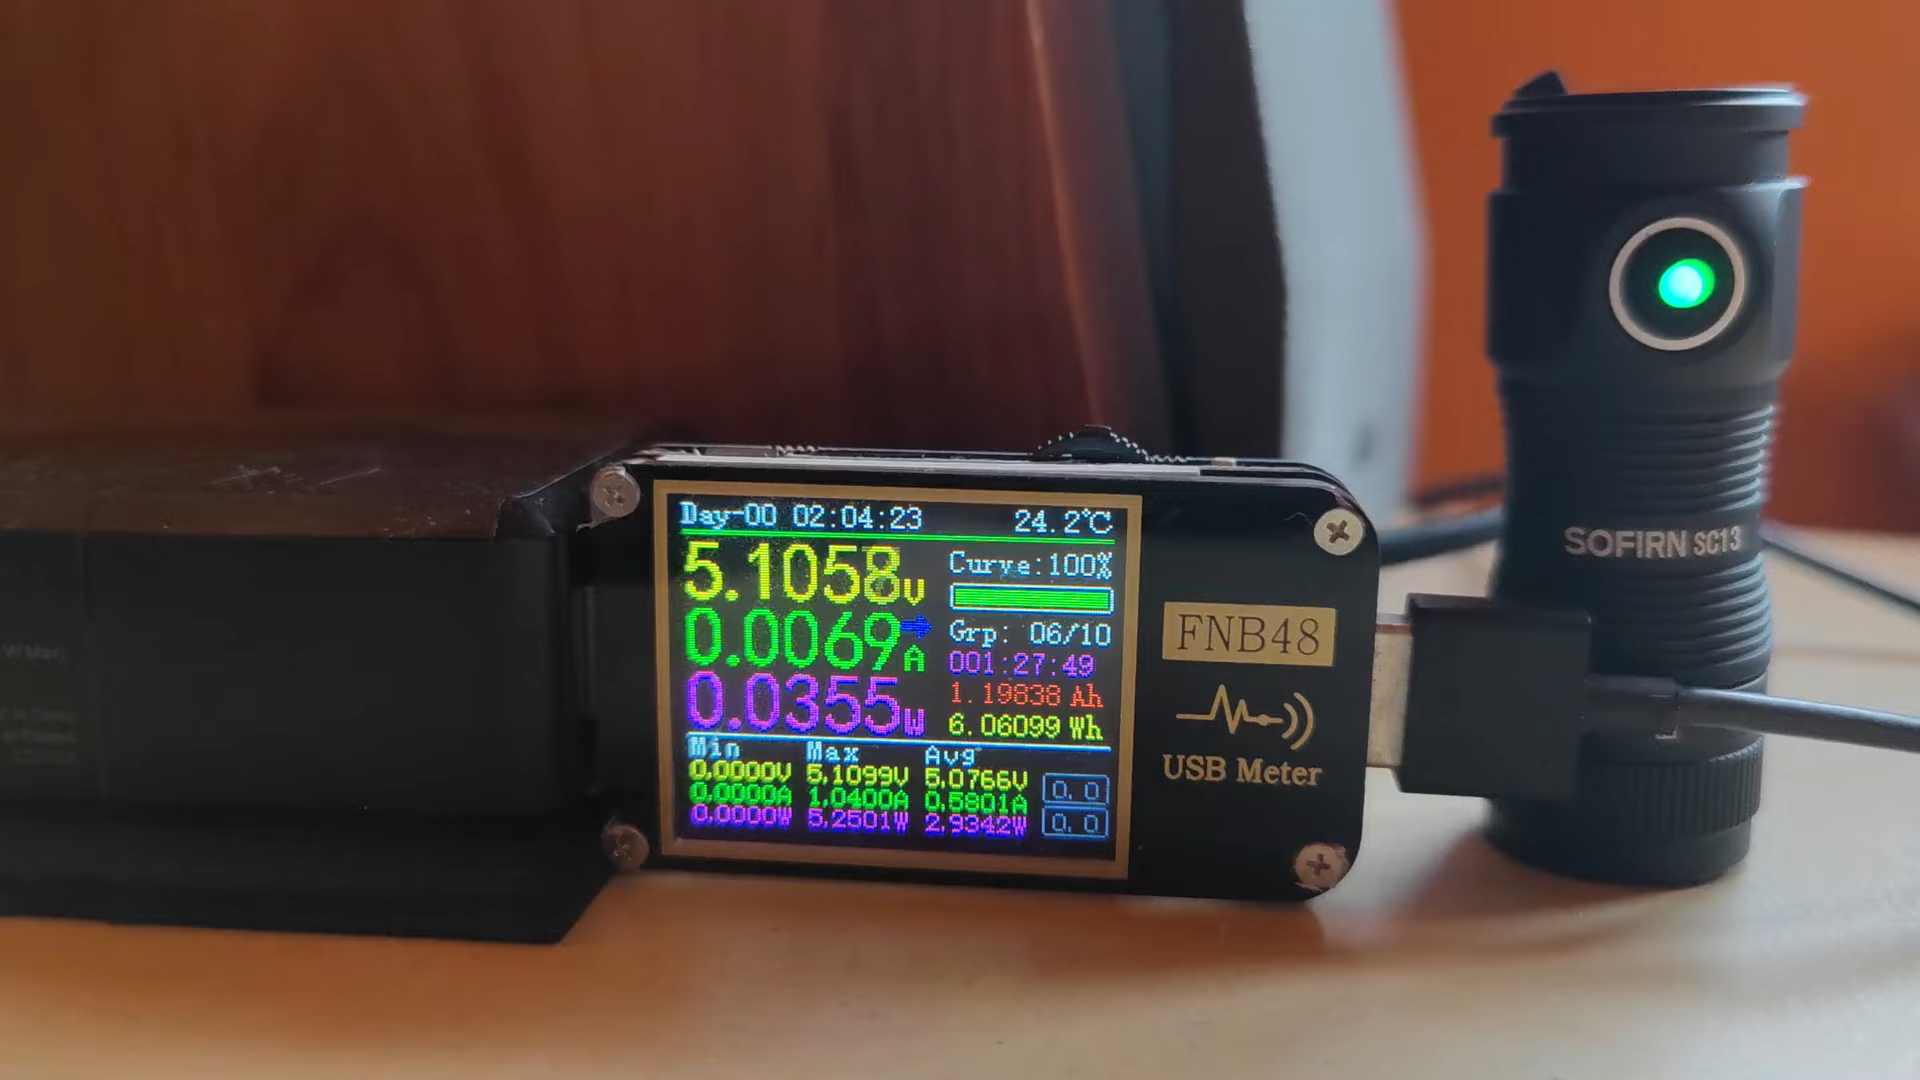 Day-00 02:04:23 24.2℃
5.1058V
0.0069A
0.0355W
Curve:100%
Grp: 06/10
001:27:49
1.19838 Ah
6.06099 Wh
Min Max Avg
0.0000V 5.1099V 5.0766V
0.0000A 1.0400A 0.5801A
0.0000W 5.2501W 2.9342W
0.0
0.0
FNB48
USB Meter
SOFIRN SC13